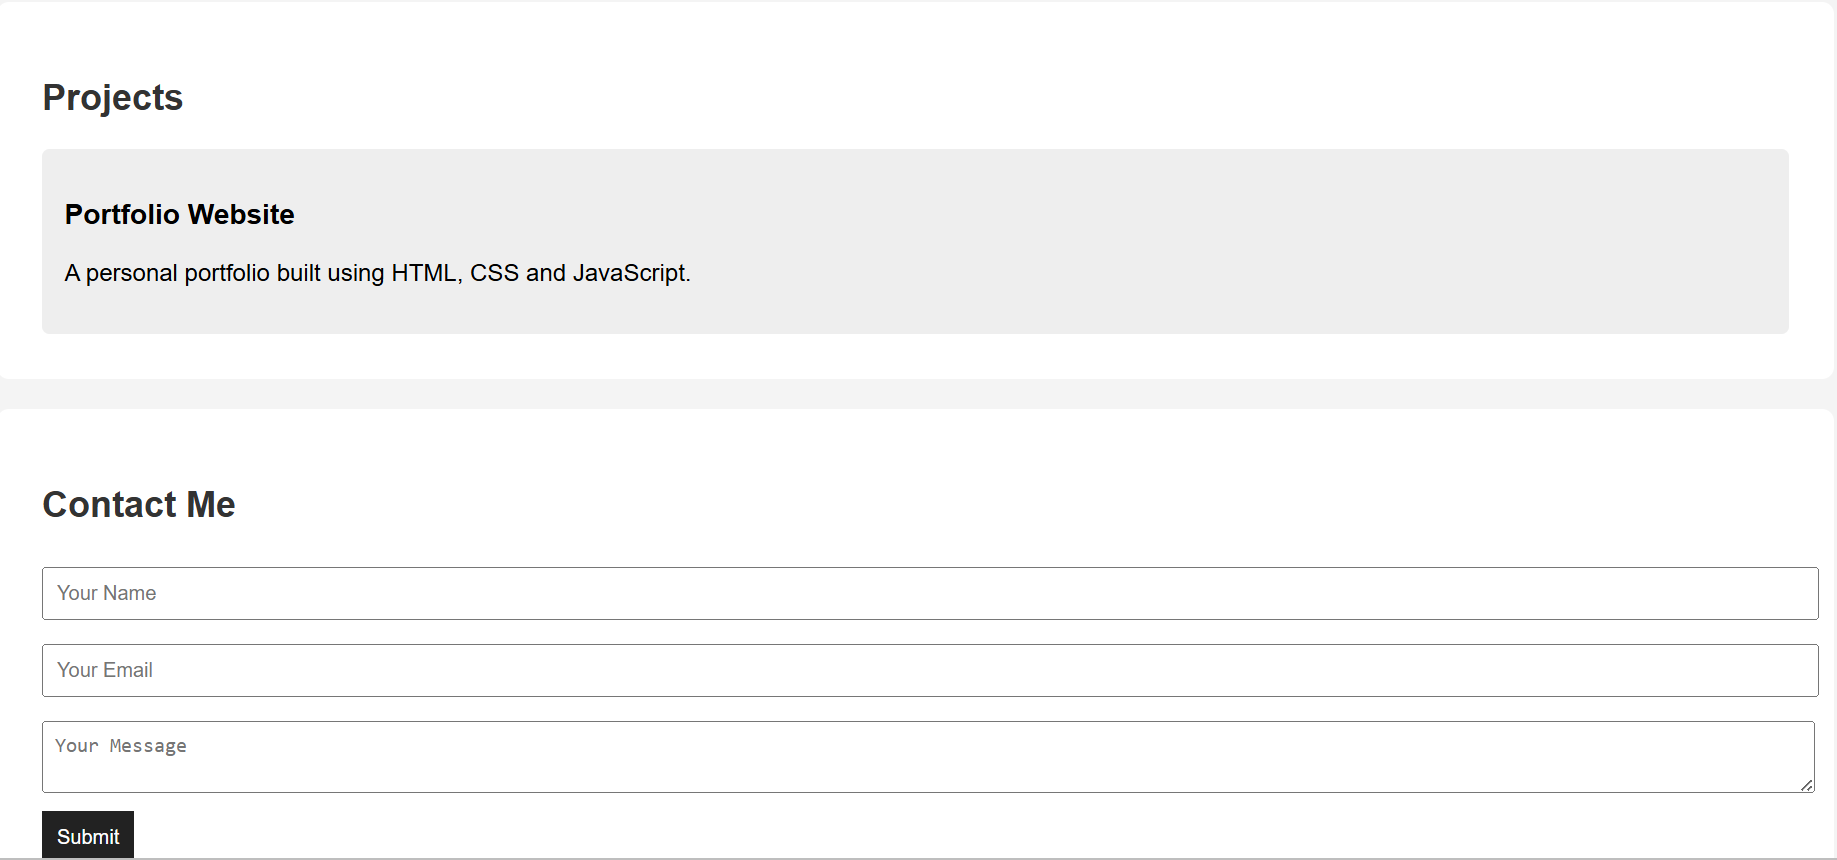 Projects
Portfolio Website
A personal portfolio built using HTML, CSS and JavaScript.
Contact Me
Your Name
Your Email
Your Message
Submit